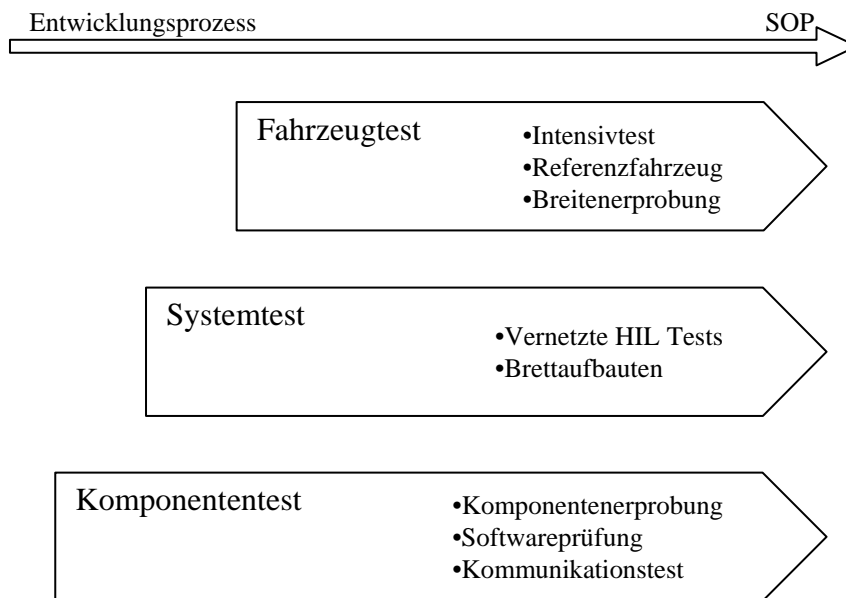 Entwicklungsprozess SOP
Fahrzeugtest
•Intensivtest
•Referenzfahrzeug
•Breitenerprobung
Systemtest
•Vernetzte HIL Tests
•Brettaufbauten
Komponententest
•Komponentenerprobung
•Softwareprüfung
•Kommunikationstest